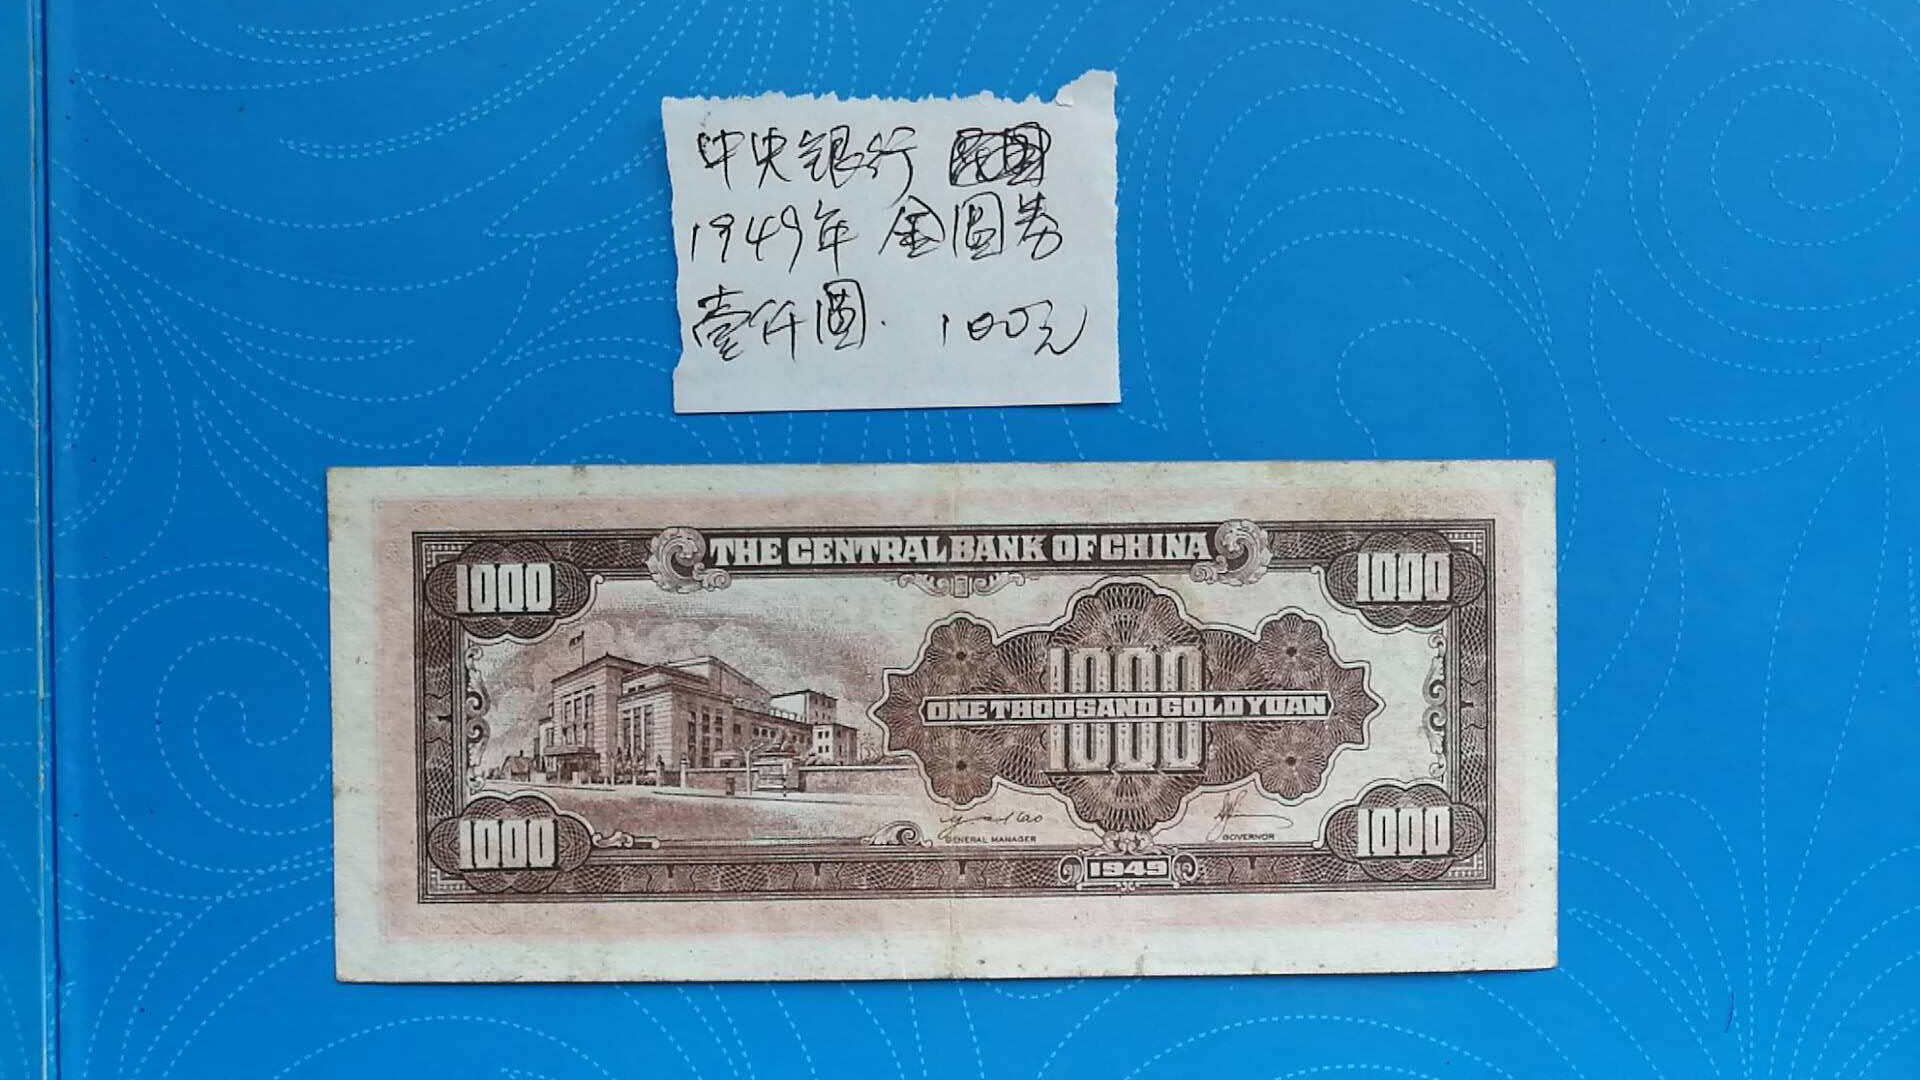 中央银行
1949年 金圆券
壹仟圆. 100元
THE CENTRAL BANK OF CHINA
1000
1000
1000
ONE THOUSAND GOLD YUAN
1000
GENERAL MANAGER
GOVERNOR
1000
1000
1949